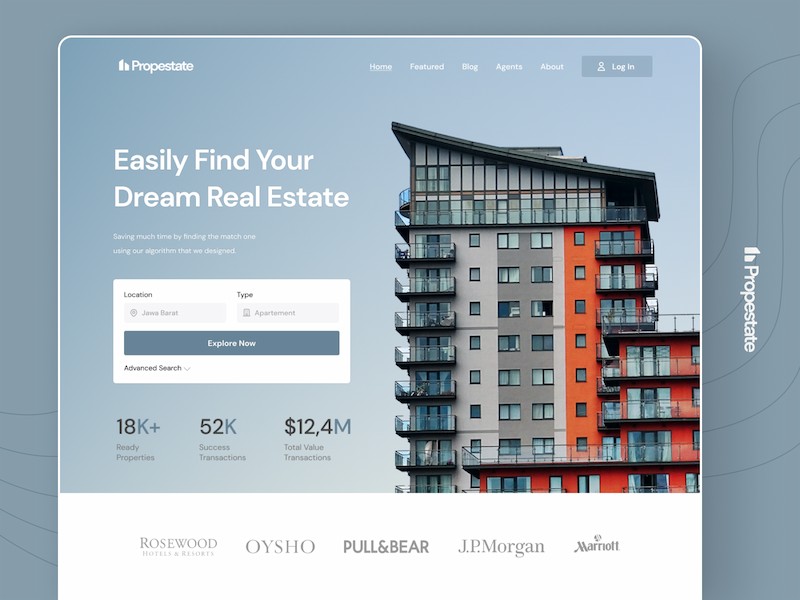 Propestate
Home Featured Blog Agents About Log In
Easily Find Your
Dream Real Estate
Saving much time by finding the match one
using our algorithm that we designed.
Location Type
Jawa Barat Apartement
Explore Now
Advanced Search
18K+ 52K $12,4M
Ready Success Total Value
Properties Transactions Transactions
ROSEWOOD
HOTELS & RESORTS
OYSHO
PULL&BEAR
J.P.Morgan
Marriott
Propestate